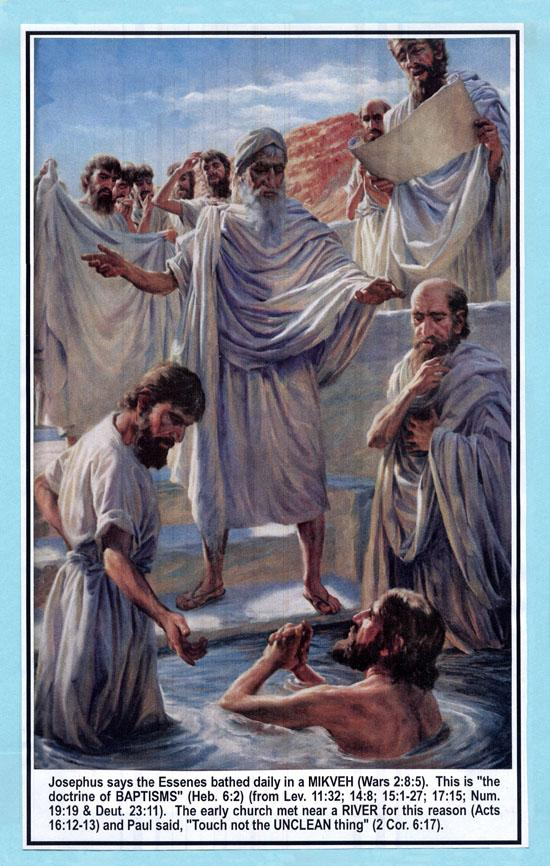 Josephus says the Essenes bathed daily in a MIKVEH (Wars 2:8:5). This is "the
doctrine of BAPTISMS" (Heb. 6:2) (from Lev. 11:32; 14:8; 15:1-27; 17:15; Num.
19:19 & Deut. 23:11). The early church met near a RIVER for this reason (Acts
16:12-13) and Paul said, "Touch not the UNCLEAN thing" (2 Cor. 6:17).